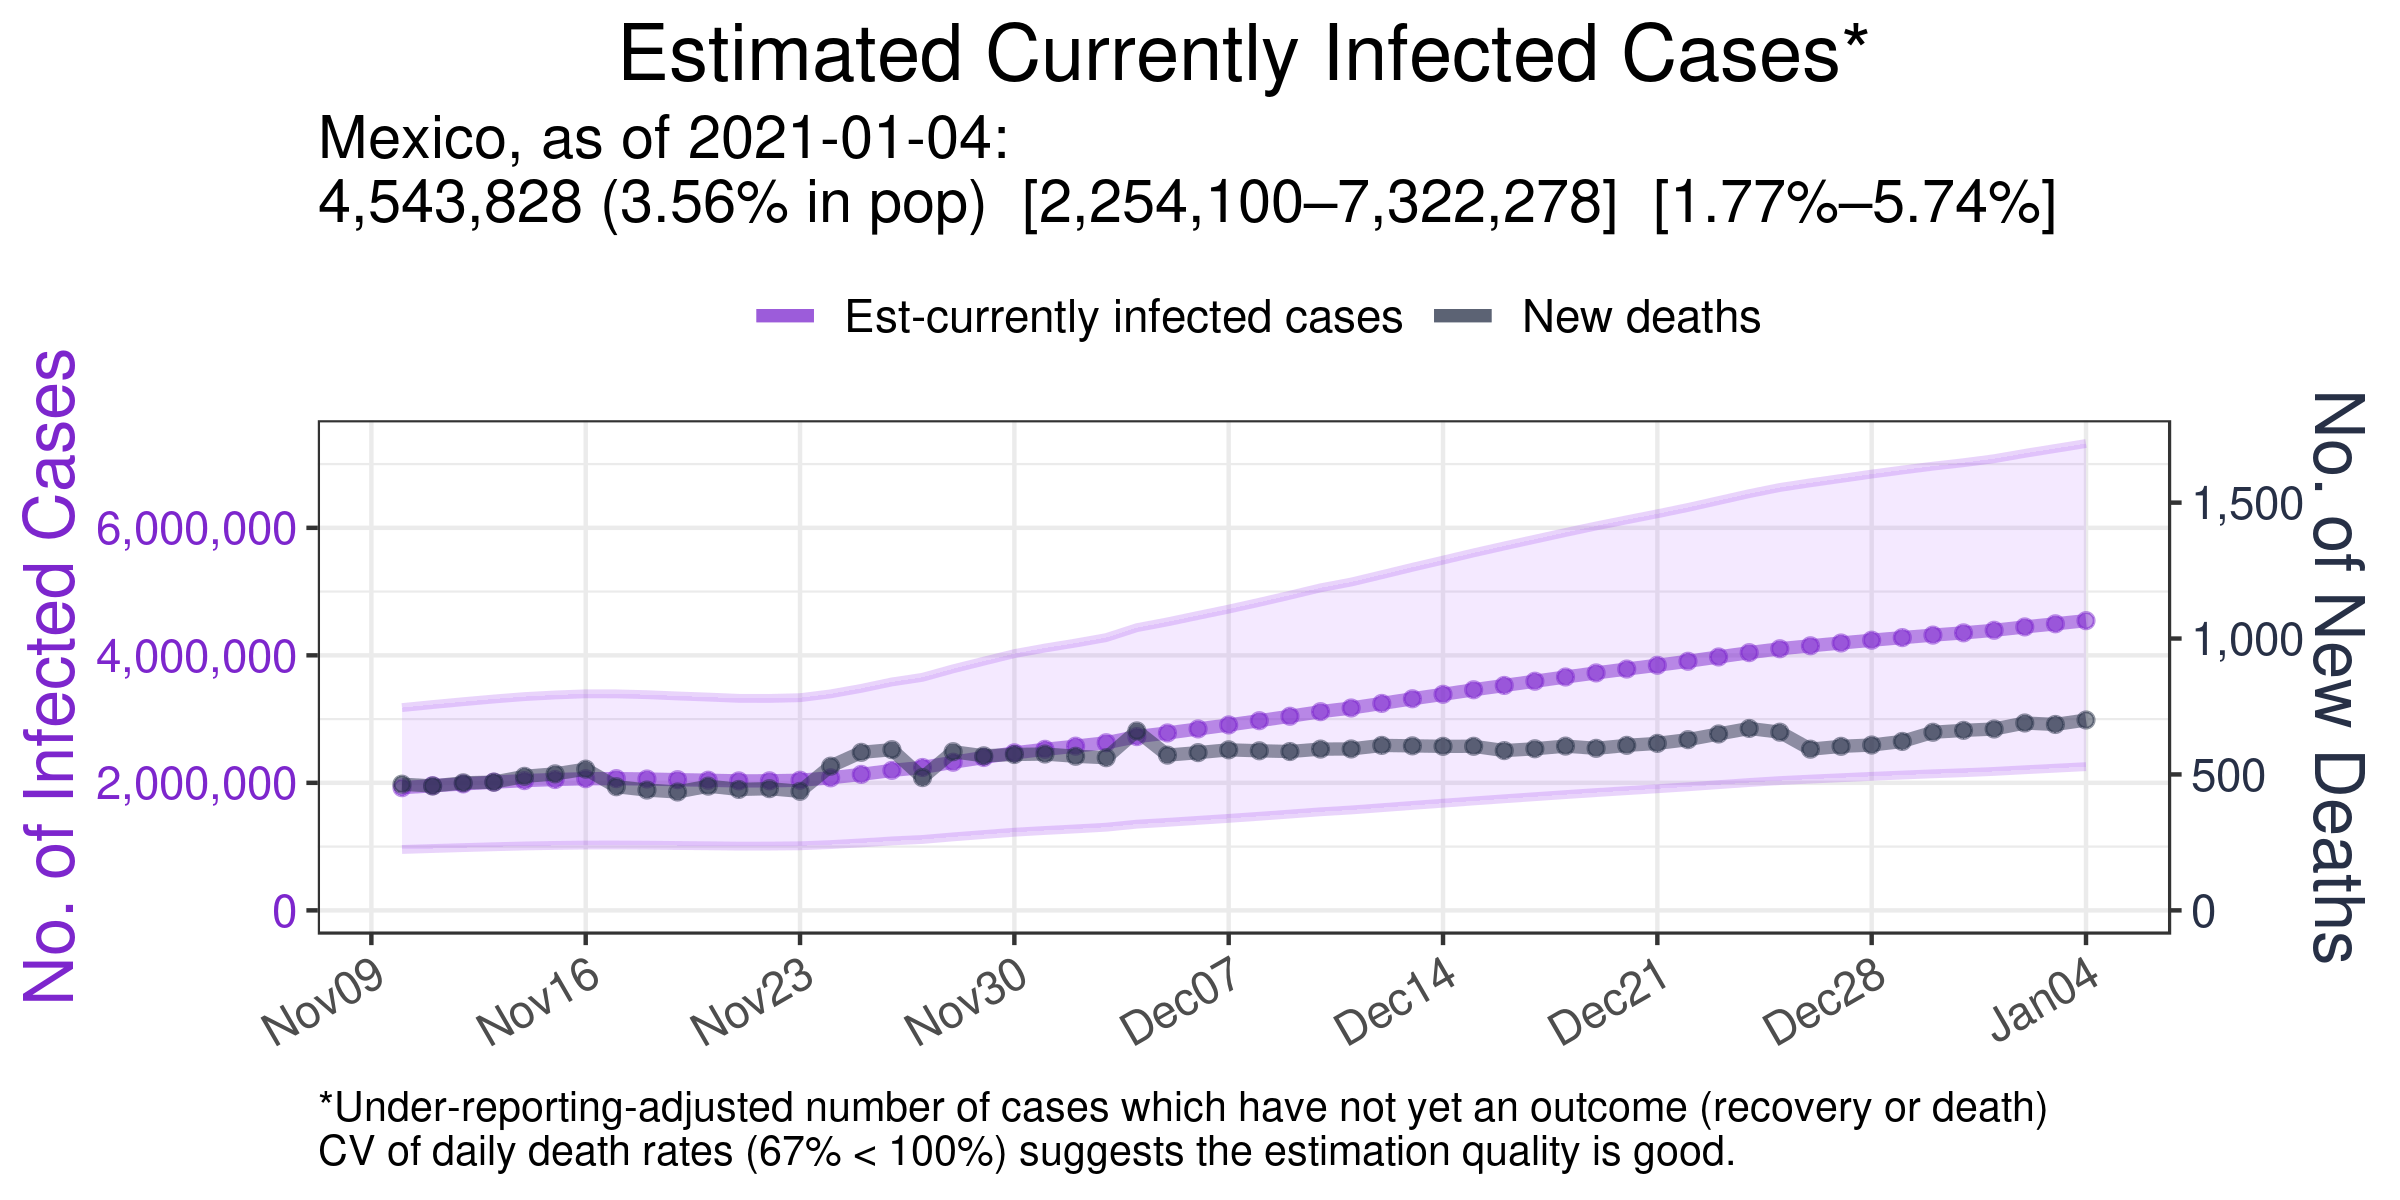 Estimated Currently Infected Cases*
Mexico, as of 2021-01-04:
4,543,828 (3.56% in pop)  [2,254,100–7,322,278]  [1.77%–5.74%]
Est-currently infected cases
New deaths
No. of Infected Cases
6,000,000
4,000,000
2,000,000
0
1,500
1,000
500
0
No. of New Deaths
Nov09
Nov16
Nov23
Nov30
Dec07
Dec14
Dec21
Dec28
Jan04
*Under-reporting-adjusted number of cases which have not yet an outcome (recovery or death)
CV of daily death rates (67% < 100%) suggests the estimation quality is good.